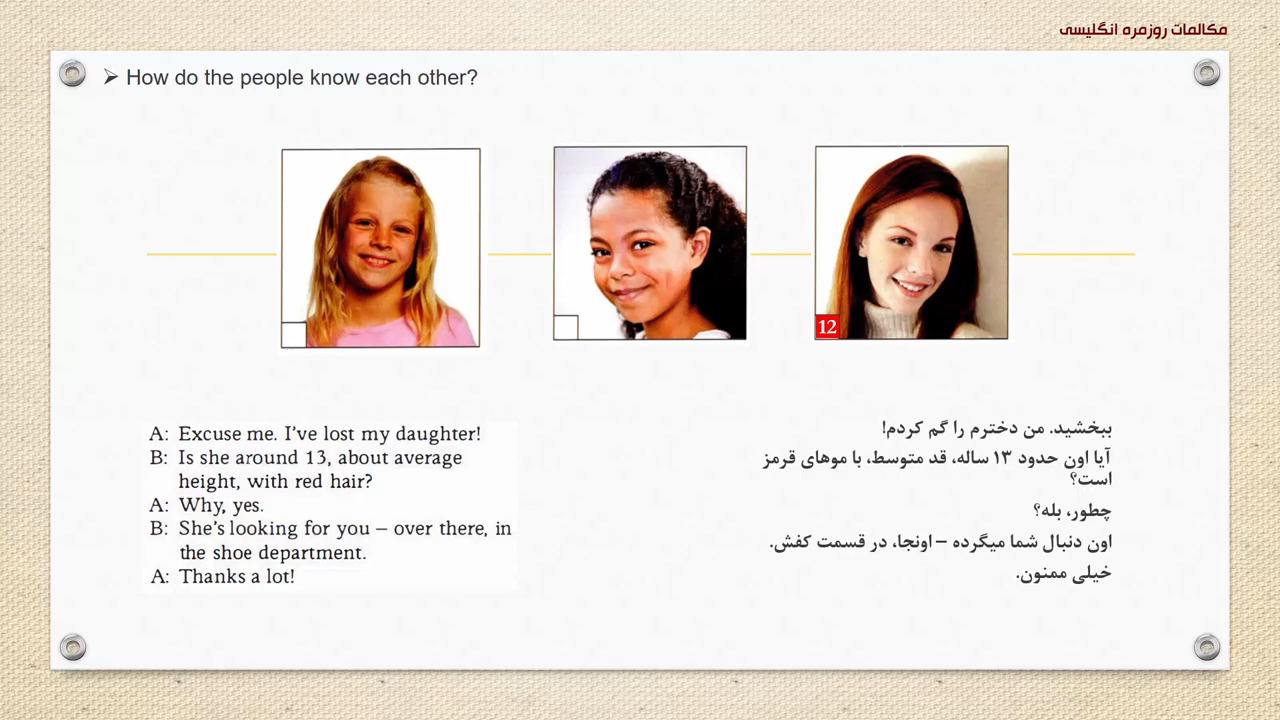 مکالمات روزمره انگلیسی
How do the people know each other?
12
A: Excuse me. I've lost my daughter!
B: Is she around 13, about average
height, with red hair?
A: Why, yes.
B: She's looking for you – over there, in
the shoe department.
A: Thanks a lot!
ببخشید. من دخترم را گم کردم!
آیا اون حدود ۱۳ ساله، قد متوسط، با موهای قرمز
است؟
چطور، بله؟
اون دنبال شما میگرده – اونجا، در قسمت کفش.
خیلی ممنون.